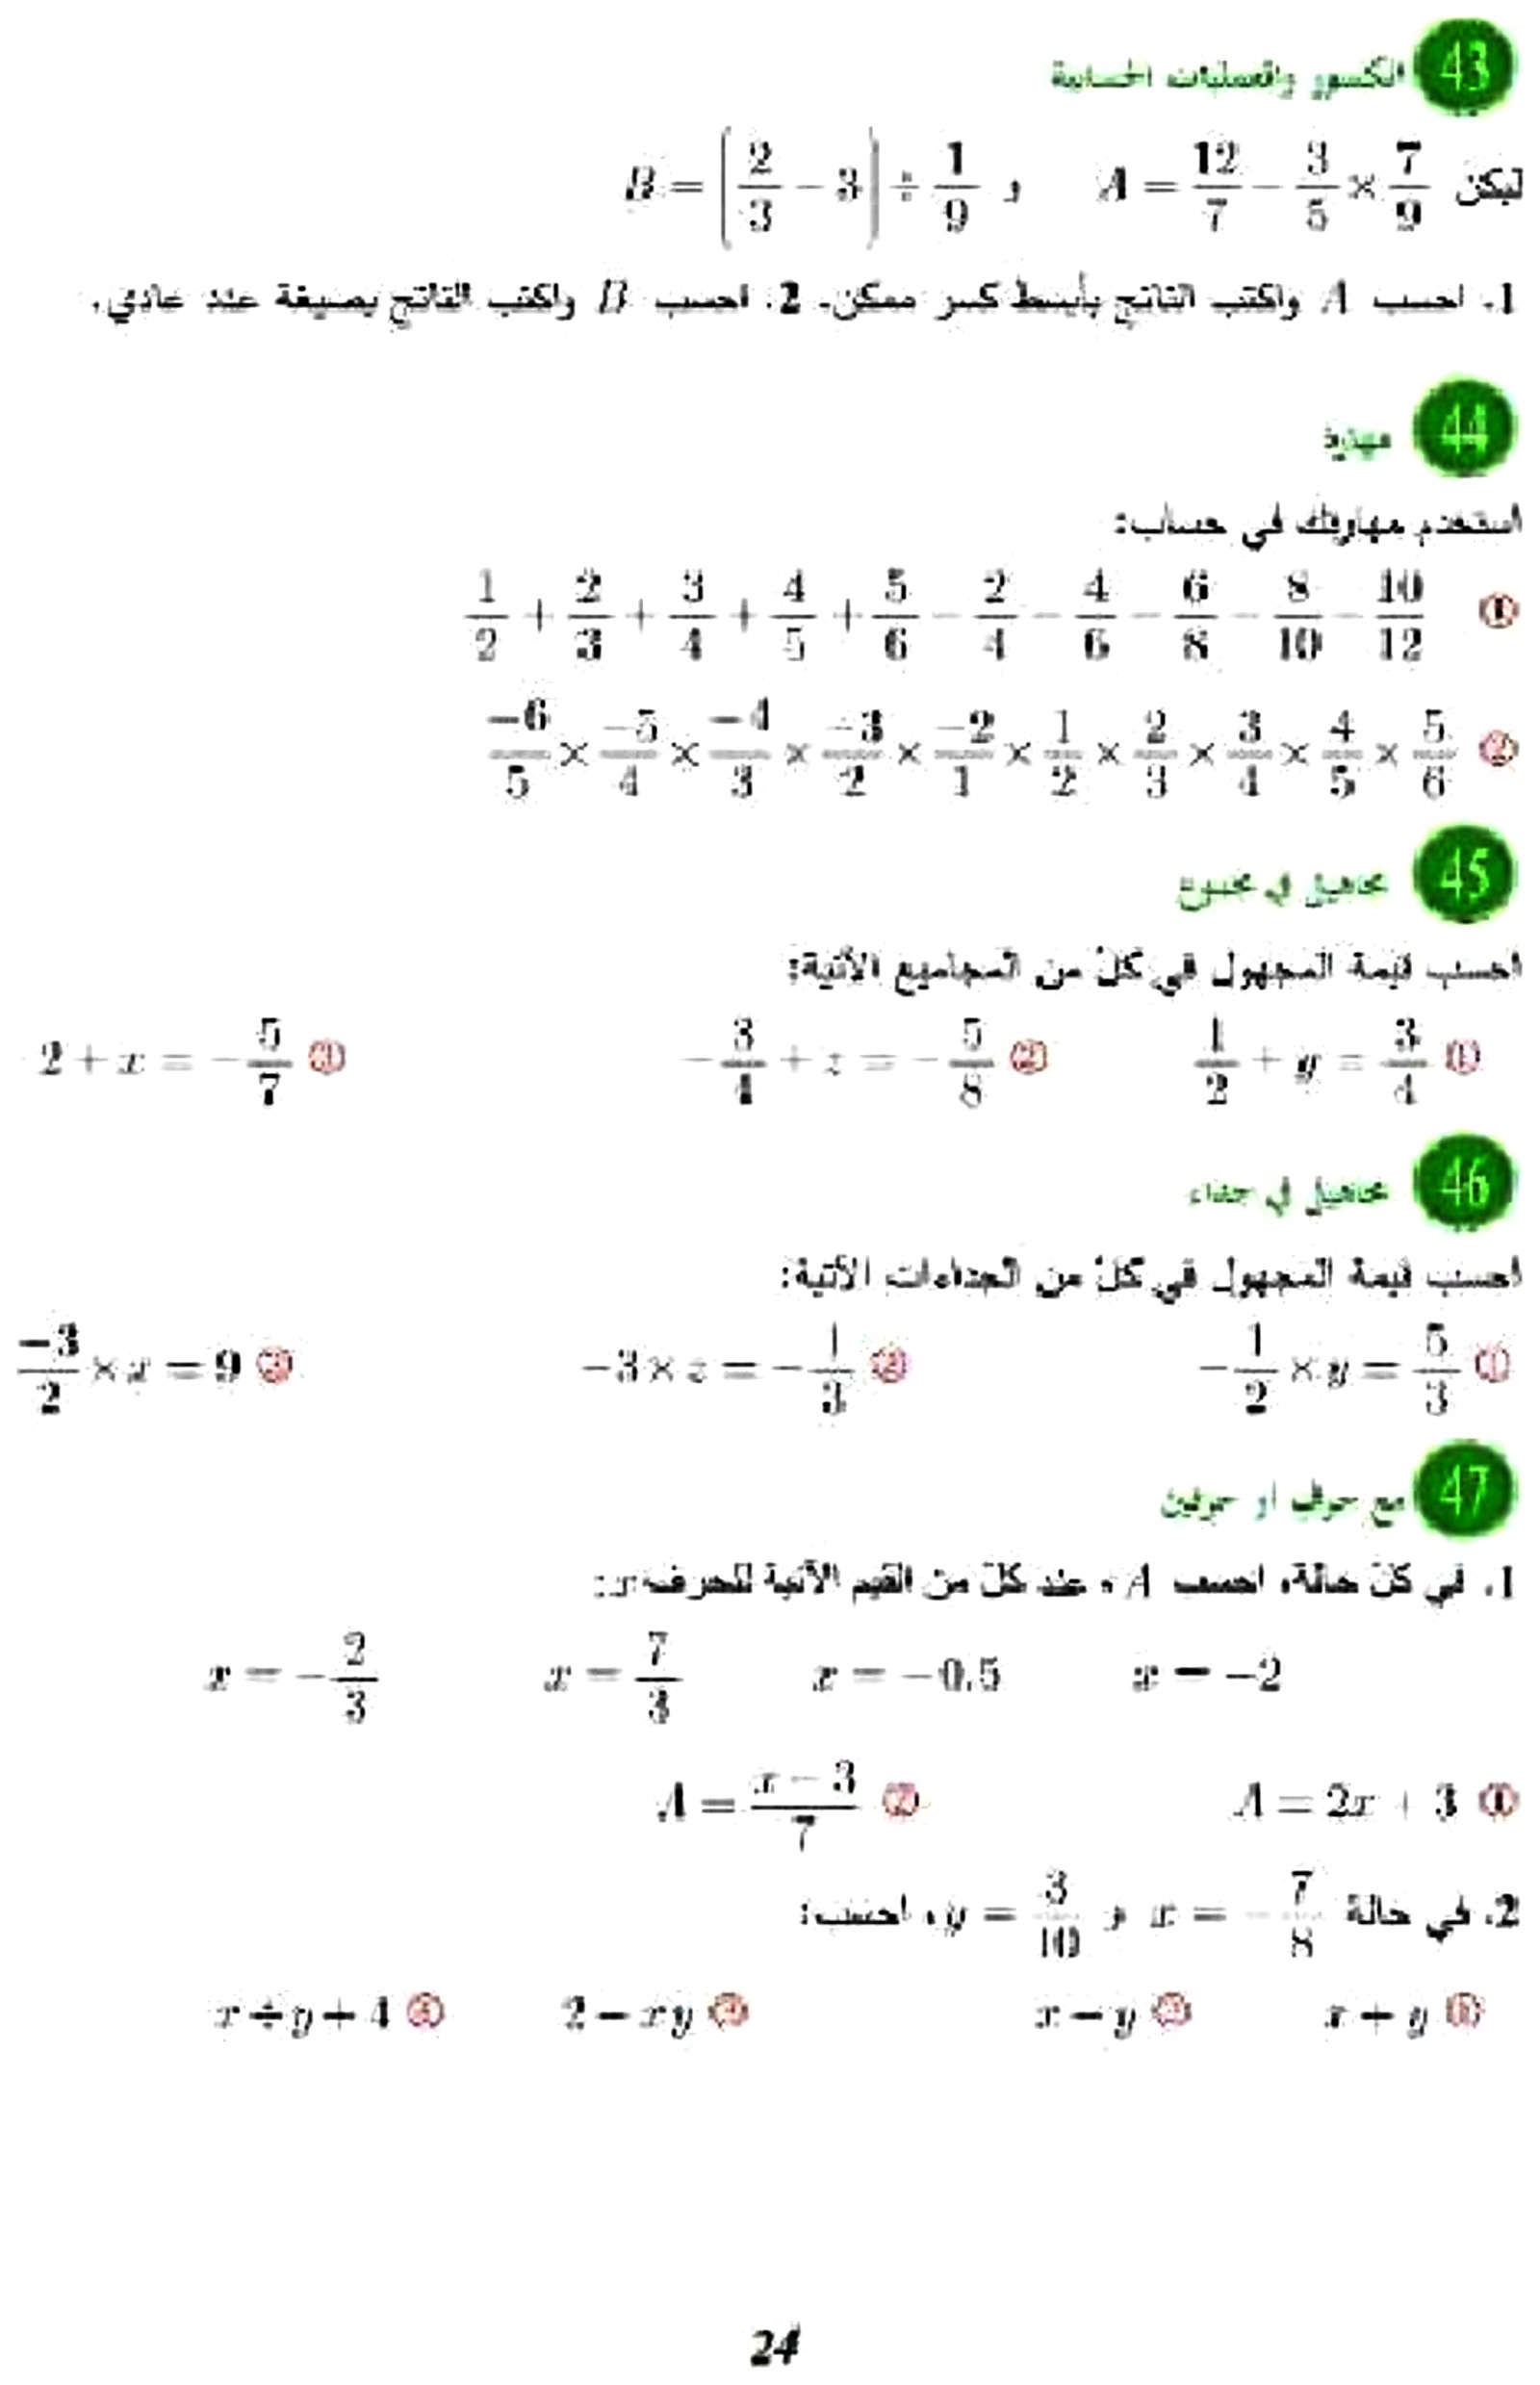 43 الكسور والعمليات الحسابية
ليكن A = 12/7 − 3/5 × 7/9 و B = (2/3 − 3) ÷ 1/9
1. احسب A واكتب الناتج بأبسط كسر ممكن. 2. احسب B واكتب الناتج بصيغة عدد عادي.
44 مهارة
استخدم مهاراتك في حساب:
① 1/2 + 2/3 + 3/4 + 4/5 + 5/6 − 2/4 − 4/6 − 6/8 − 8/10 − 10/12
② −6/5 × −5/4 × −4/3 × −3/2 × −2/1 × 1/2 × 2/3 × 3/4 × 4/5 × 5/6
45 مجاهيل في مجموع
احسب قيمة المجهول في كلّ من المجاميع الآتية:
① 1/2 + y = 3/4 ② −3/4 + z = −5/8 ③ 2 + x = −5/7
46 مجاهيل في جداء
احسب قيمة المجهول في كلّ من الجداءات الآتية:
① −1/2 × y = 5/3 ② −3 × z = −1/3 ③ −3/2 × x = 9
47 مع حرف أو حرفين
1. في كلّ حالة، احسب A، عند كلّ من القيم الآتية للحرف x:
x = −2 x = −0.5 x = 7/3 x = −2/3
① A = 2x + 3 ② A = (x − 3)/7
2. في حالة x = −7/8 و y = 3/10، احسب:
① x + y ② x − y ③ 2 − xy ④ x ÷ y + 4
24